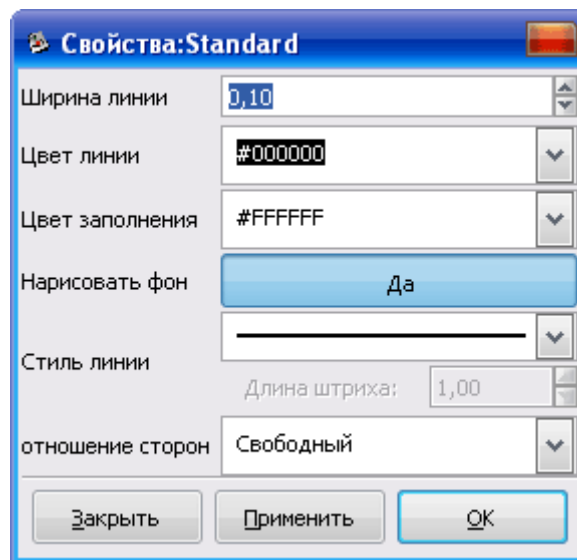 Свойства:Standard
Ширина линии 0,10
Цвет линии #000000
Цвет заполнения #FFFFFF
Нарисовать фон Да
Стиль линии
Длина штриха: 1,00
отношение сторон Свободный
Закрыть Применить OK